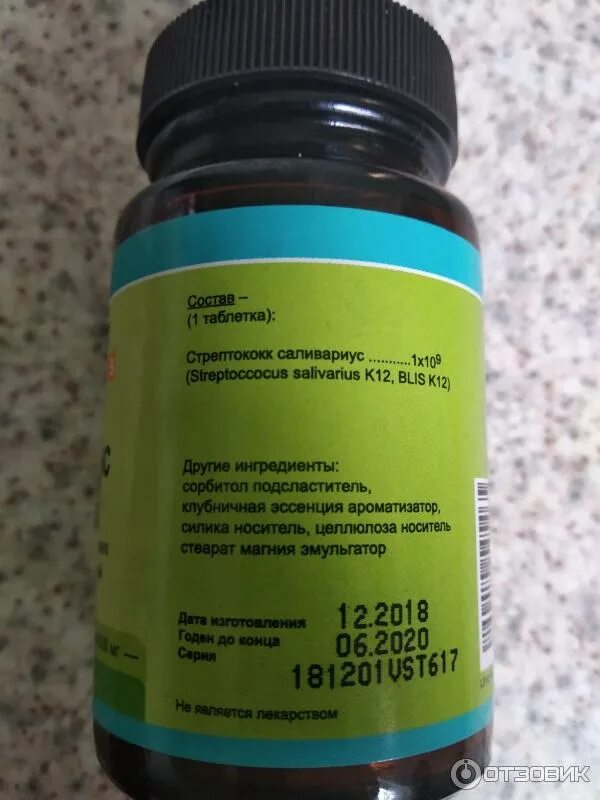 Состав –
(1 таблетка):
Стрептококк саливариус ...........1x10⁹
(Streptoccocus salivarius K12, BLIS K12)
Другие ингредиенты:
сорбитол подсластитель,
клубничная эссенция ароматизатор,
силика носитель, целлюлоза носитель
стеарат магния эмульгатор
Дата изготовления 12.2018
Годен до конца 06.2020
Серия 181201VST617
Не является лекарством
С
мг —
ОТЗОВИК